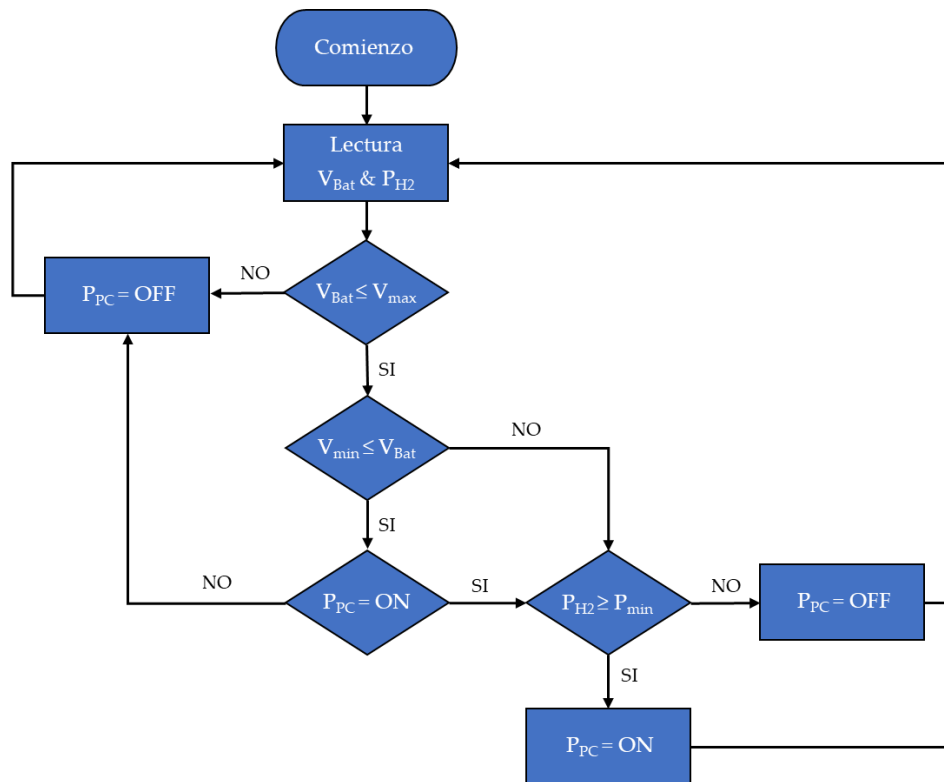 Comienzo
Lectura
V_Bat & P_H2
NO
P_PC = OFF
V_Bat ≤ V_max
SI
V_min ≤ V_Bat
NO
SI
NO
P_PC = ON
SI
P_H2 ≥ P_min
NO
P_PC = OFF
SI
P_PC = ON